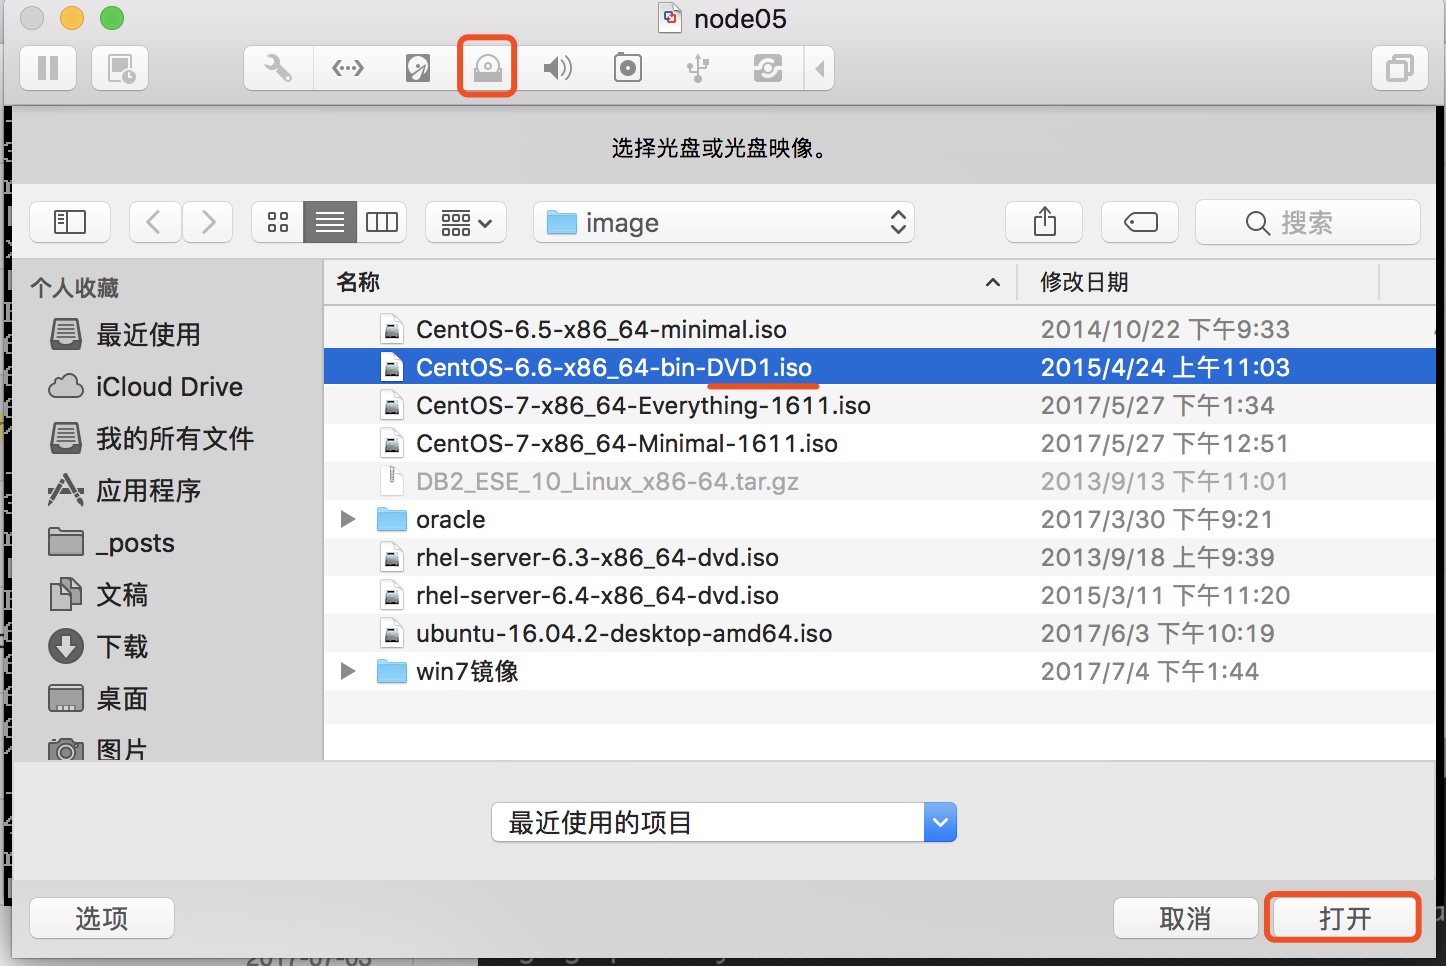 node05
选择光盘或光盘映像。
image
搜索
个人收藏
最近使用
iCloud Drive
我的所有文件
应用程序
_posts
文稿
下载
桌面
图片
名称 修改日期
CentOS-6.5-x86_64-minimal.iso 2014/10/22 下午9:33
CentOS-6.6-x86_64-bin-DVD1.iso 2015/4/24 上午11:03
CentOS-7-x86_64-Everything-1611.iso 2017/5/27 下午1:34
CentOS-7-x86_64-Minimal-1611.iso 2017/5/27 下午12:51
DB2_ESE_10_Linux_x86-64.tar.gz 2013/9/13 下午11:01
oracle 2017/3/30 下午9:21
rhel-server-6.3-x86_64-dvd.iso 2013/9/18 上午9:39
rhel-server-6.4-x86_64-dvd.iso 2015/3/11 下午11:20
ubuntu-16.04.2-desktop-amd64.iso 2017/6/3 下午10:19
win7镜像 2017/7/4 下午1:44
最近使用的项目
选项 取消 打开